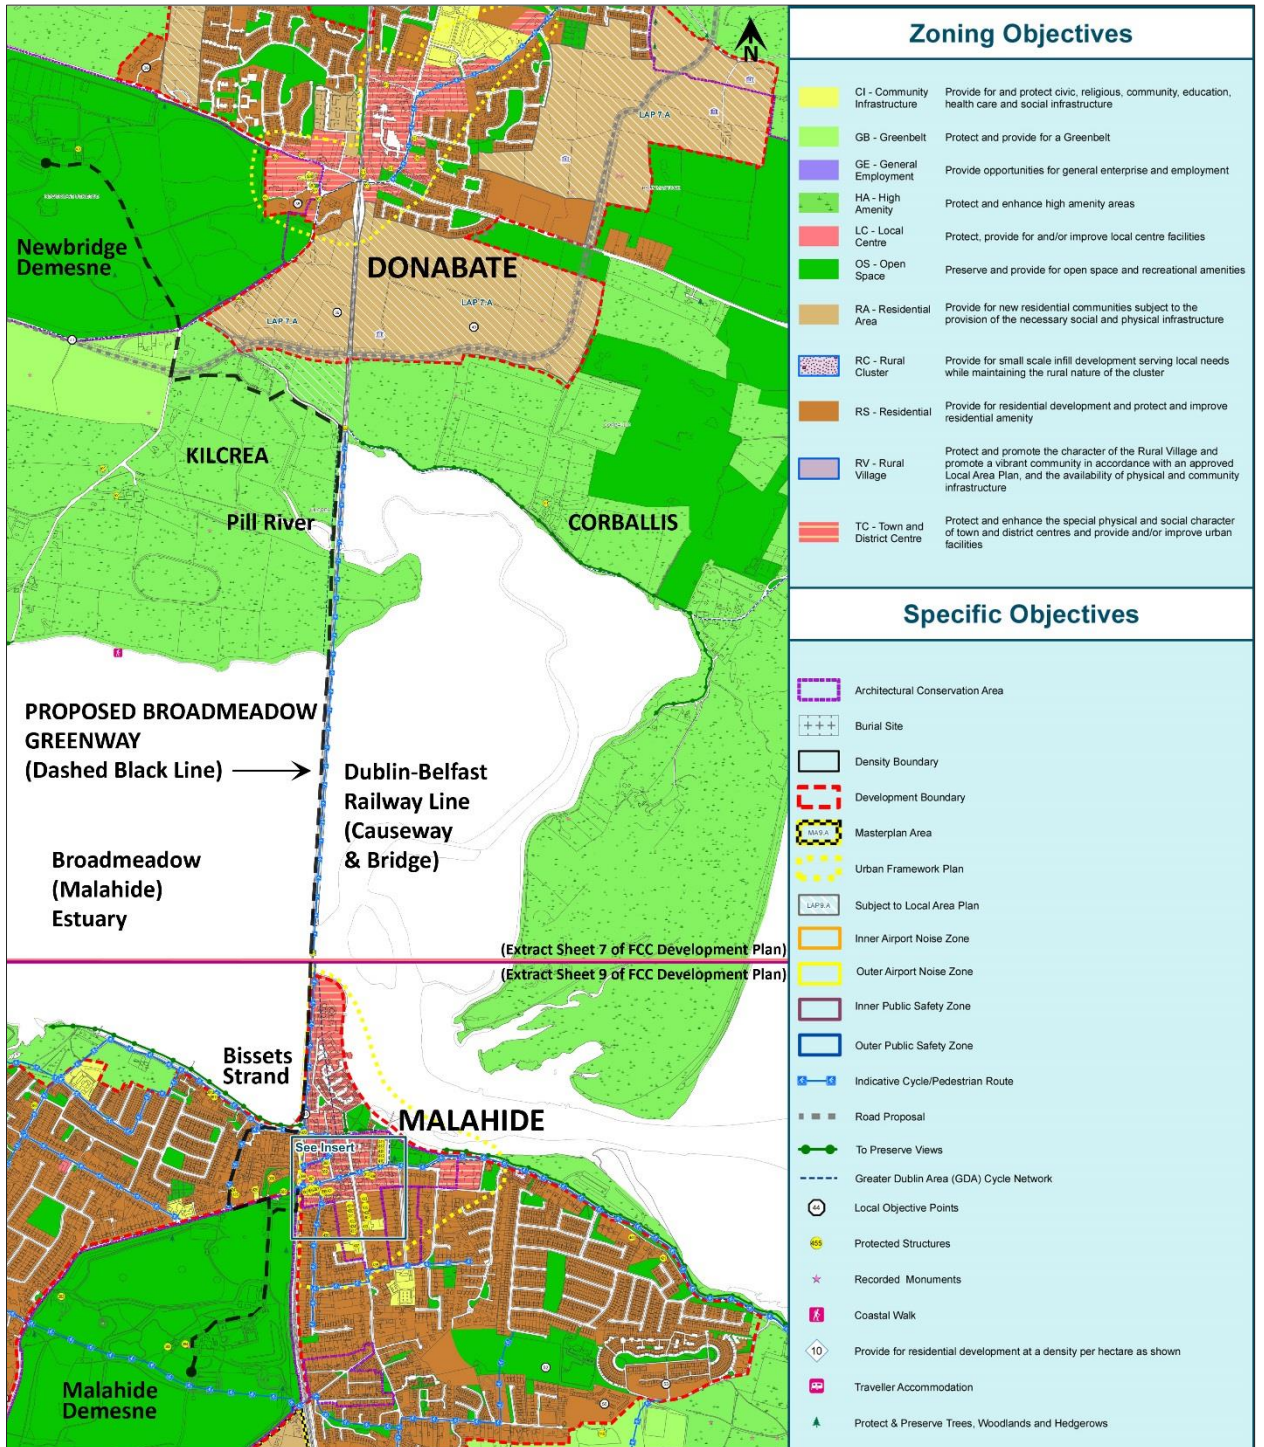 N
LAP 7.A
Newbridge
Demesne
DONABATE
LAP 7.A
LAP 7.A
KILCREA
Pill River
CORBALLIS
PROPOSED BROADMEADOW
GREENWAY
(Dashed Black Line)
Dublin-Belfast
Railway Line
(Causeway
& Bridge)
Broadmeadow
(Malahide)
Estuary
(Extract Sheet 7 of FCC Development Plan)
(Extract Sheet 9 of FCC Development Plan)
Bissets
Strand
MALAHIDE
See Insert
Malahide
Demesne
Zoning Objectives
CI - Community
Infrastructure
Provide for and protect civic, religious, community, education,
health care and social infrastructure
GB - Greenbelt
Protect and provide for a Greenbelt
GE - General
Employment
Provide opportunities for general enterprise and employment
HA - High
Amenity
Protect and enhance high amenity areas
LC - Local
Centre
Protect, provide for and/or improve local centre facilities
OS - Open
Space
Preserve and provide for open space and recreational amenities
RA - Residential
Area
Provide for new residential communities subject to the
provision of the necessary social and physical infrastructure
RC - Rural
Cluster
Provide for small scale infill development serving local needs
while maintaining the rural nature of the cluster
RS - Residential
Provide for residential development and protect and improve
residential amenity
RV - Rural
Village
Protect and promote the character of the Rural Village and
promote a vibrant community in accordance with an approved
Local Area Plan, and the availability of physical and community
infrastructure
TC - Town and
District Centre
Protect and enhance the special physical and social character
of town and district centres and provide and/or improve urban
facilities
Specific Objectives
Architectural Conservation Area
Burial Site
Density Boundary
Development Boundary
MA9.A
Masterplan Area
Urban Framework Plan
LAP9.A
Subject to Local Area Plan
Inner Airport Noise Zone
Outer Airport Noise Zone
Inner Public Safety Zone
Outer Public Safety Zone
Indicative Cycle/Pedestrian Route
Road Proposal
To Preserve Views
Greater Dublin Area (GDA) Cycle Network
44
Local Objective Points
455
Protected Structures
Recorded Monuments
Coastal Walk
10
Provide for residential development at a density per hectare as shown
Traveller Accommodation
Protect & Preserve Trees, Woodlands and Hedgerows